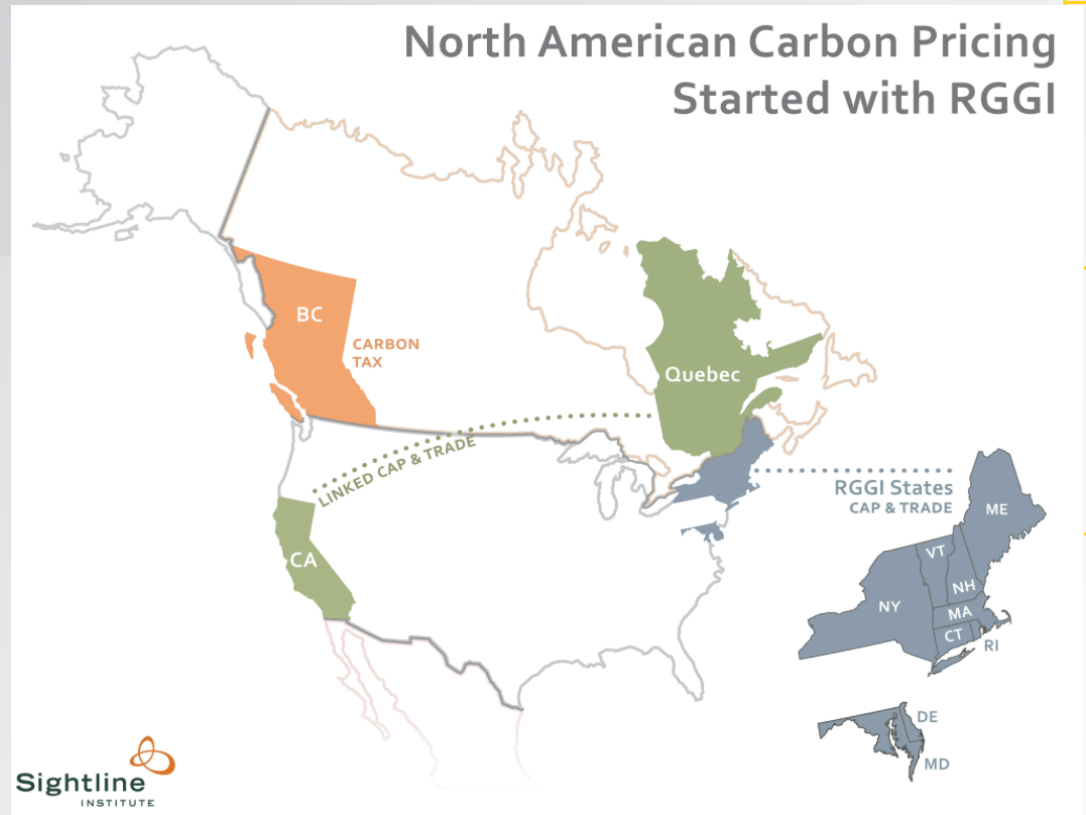 North American Carbon Pricing
Started with RGGI
BC
CARBON
TAX
Quebec
LINKED CAP & TRADE
RGGI States
CAP & TRADE
CA
ME
VT
NH
NY
MA
CT
RI
DE
MD
Sightline
INSTITUTE